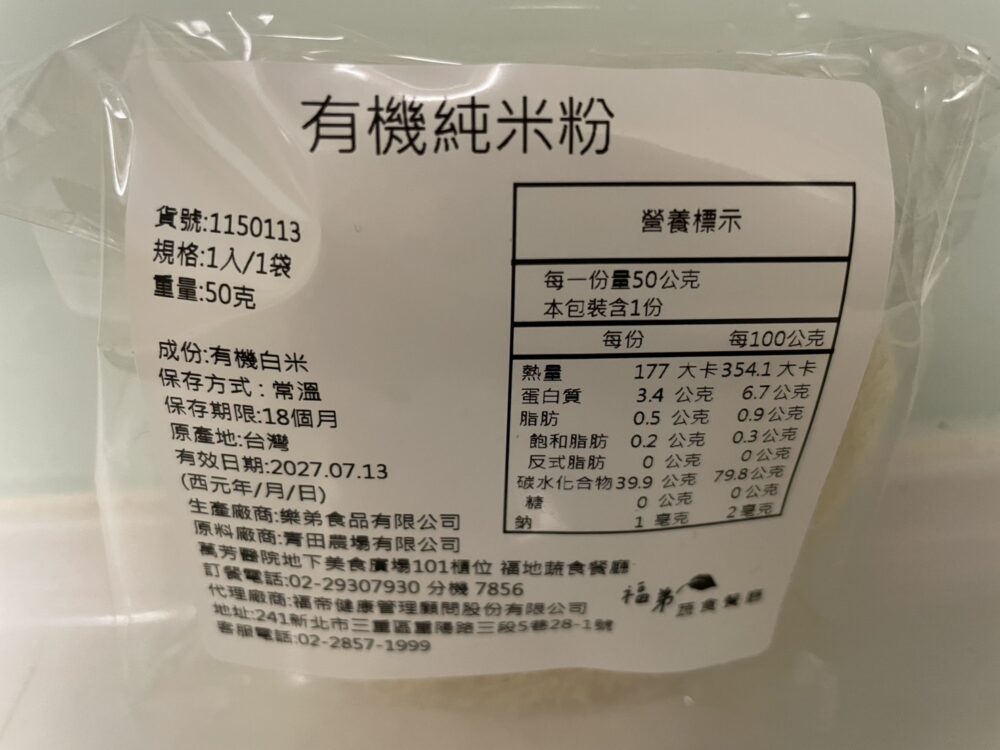 有機純米粉
貨號:1150113
規格:1入/1袋
重量:50克
成份:有機白米
保存方式:常溫
保存期限:18個月
原產地:台灣
有效日期:2027.07.13
(西元年/月/日)
生產廠商:樂弟食品有限公司
原料廠商:青田農場有限公司
萬芳醫院地下美食廣場101櫃位 福地蔬食餐廳
訂餐電話:02-29307930 分機 7856
代理廠商:福帝健康管理顧問股份有限公司
地址:241新北市三重區重陽路三段5巷28-1號
客服電話:02-2857-1999
營養標示
每一份量50公克
本包裝含1份
每份 每100公克
熱量 177 大卡 354.1 大卡
蛋白質 3.4 公克 6.7公克
脂肪 0.5 公克 0.9公克
飽和脂肪 0.2 公克 0.3公克
反式脂肪 0 公克 0公克
碳水化合物 39.9 公克 79.8公克
糖 0 公克 0公克
鈉 1 毫克 2毫克
福弟 蔬食餐廳